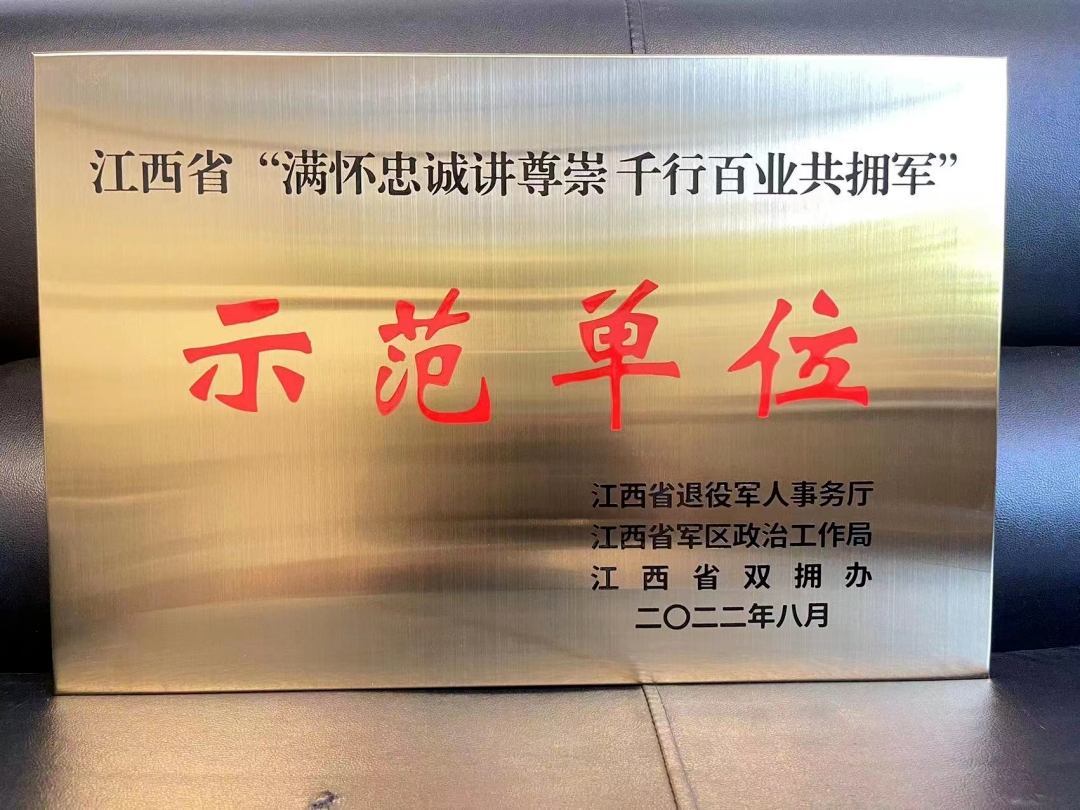 江西省“满怀忠诚讲尊崇 千行百业共拥军”
示范单位
江西省退役军人事务厅
江西省军区政治工作局
江西省双拥办
二〇二二年八月